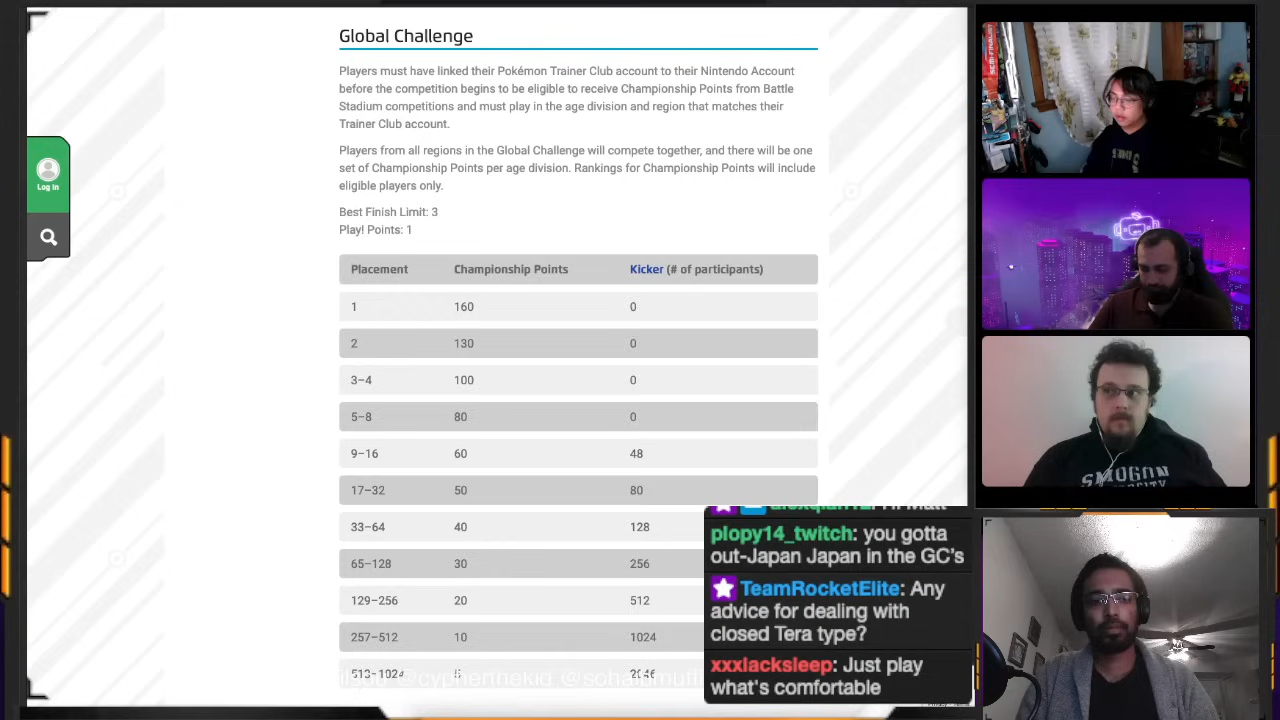 Global Challenge
Players must have linked their Pokémon Trainer Club account to their Nintendo Account
before the competition begins to be eligible to receive Championship Points from Battle
Stadium competitions and must play in the age division and region that matches their
Trainer Club account.
Players from all regions in the Global Challenge will compete together, and there will be one
set of Championship Points per age division. Rankings for Championship Points will include
eligible players only.
Best Finish Limit: 3
Play! Points: 1
Placement Championship Points Kicker (# of participants)
1 160 0
2 130 0
3–4 100 0
5–8 80 0
9–16 60 48
17–32 50 80
33–64 40 128
65–128 30 256
129–256 20 512
257–512 10 1024
513–1024 2046
Log In
SEMI-FINALIST
SMOGON
plopy14_twitch: you gotta
out-Japan Japan in the GC's
TeamRocketElite: Any
advice for dealing with
closed Tera type?
xxxlacksleep: Just play
what's comfortable